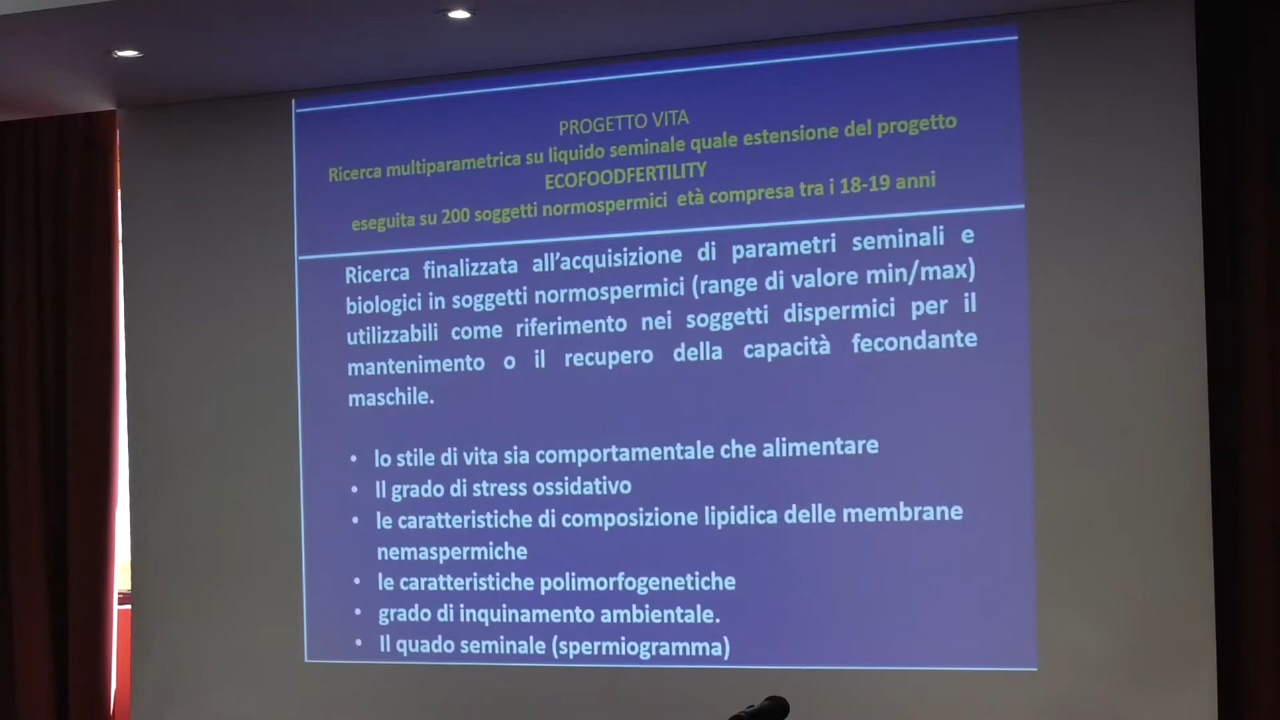 PROGETTO VITA
Ricerca multiparametrica su liquido seminale quale estensione del progetto
ECOFOODFERTILITY
eseguita su 200 soggetti normospermici età compresa tra i 18-19 anni
Ricerca finalizzata all'acquisizione di parametri seminali e
biologici in soggetti normospermici (range di valore min/max)
utilizzabili come riferimento nei soggetti dispermici per il
mantenimento o il recupero della capacità fecondante
maschile.
• lo stile di vita sia comportamentale che alimentare
• Il grado di stress ossidativo
• le caratteristiche di composizione lipidica delle membrane
nemaspermiche
• le caratteristiche polimorfogenetiche
• grado di inquinamento ambientale.
• Il quado seminale (spermiogramma)